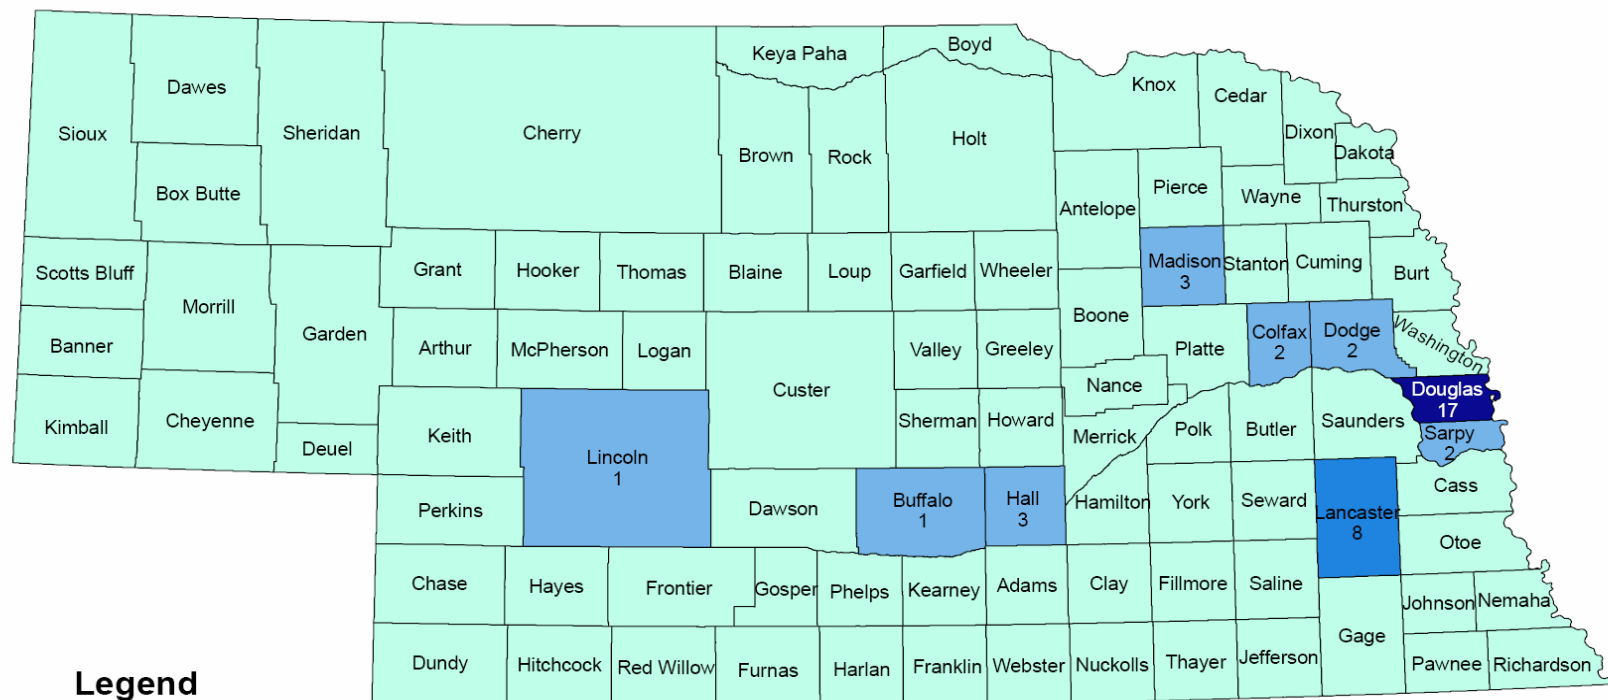 Keya Paha
Boyd
Knox
Cedar
Dawes
Sioux
Sheridan
Cherry
Holt
Dixon
Dakota
Brown
Rock
Box Butte
Pierce
Wayne
Antelope
Thurston
Scotts Bluff
Grant
Hooker
Thomas
Blaine
Loup
Garfield
Wheeler
Madison
3
Stanton
Cuming
Burt
Morrill
Garden
Boone
Banner
Arthur
McPherson
Logan
Valley
Greeley
Platte
Colfax
2
Dodge
2
Washington
Custer
Nance
Douglas
17
Kimball
Cheyenne
Deuel
Keith
Lincoln
1
Sherman
Howard
Merrick
Polk
Butler
Saunders
Sarpy
2
Perkins
Dawson
Buffalo
1
Hall
3
Hamilton
York
Seward
Lancaster
8
Cass
Otoe
Chase
Hayes
Frontier
Gosper
Phelps
Kearney
Adams
Clay
Fillmore
Saline
Johnson
Nemaha
Gage
Dundy
Hitchcock
Red Willow
Furnas
Harlan
Franklin
Webster
Nuckolls
Thayer
Jefferson
Pawnee
Richardson
Legend